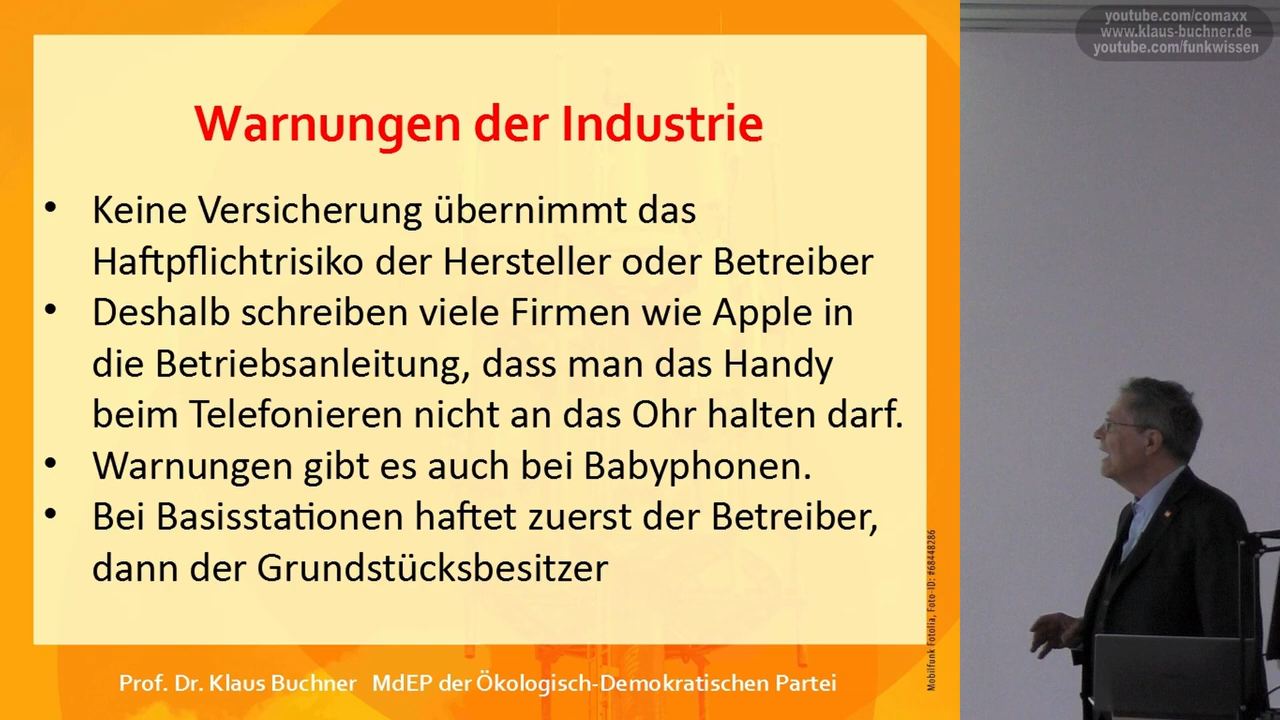 youtube.com/comaxx
www.klaus-buchner.de
youtube.com/funkwissen
Warnungen der Industrie
• Keine Versicherung übernimmt das
Haftpflichtrisiko der Hersteller oder Betreiber
• Deshalb schreiben viele Firmen wie Apple in
die Betriebsanleitung, dass man das Handy
beim Telefonieren nicht an das Ohr halten darf.
• Warnungen gibt es auch bei Babyphonen.
• Bei Basisstationen haftet zuerst der Betreiber,
dann der Grundstücksbesitzer
Mobilfunk Fotolia, Foto-ID: #68448286
Prof. Dr. Klaus Buchner MdEP der Ökologisch-Demokratischen Partei